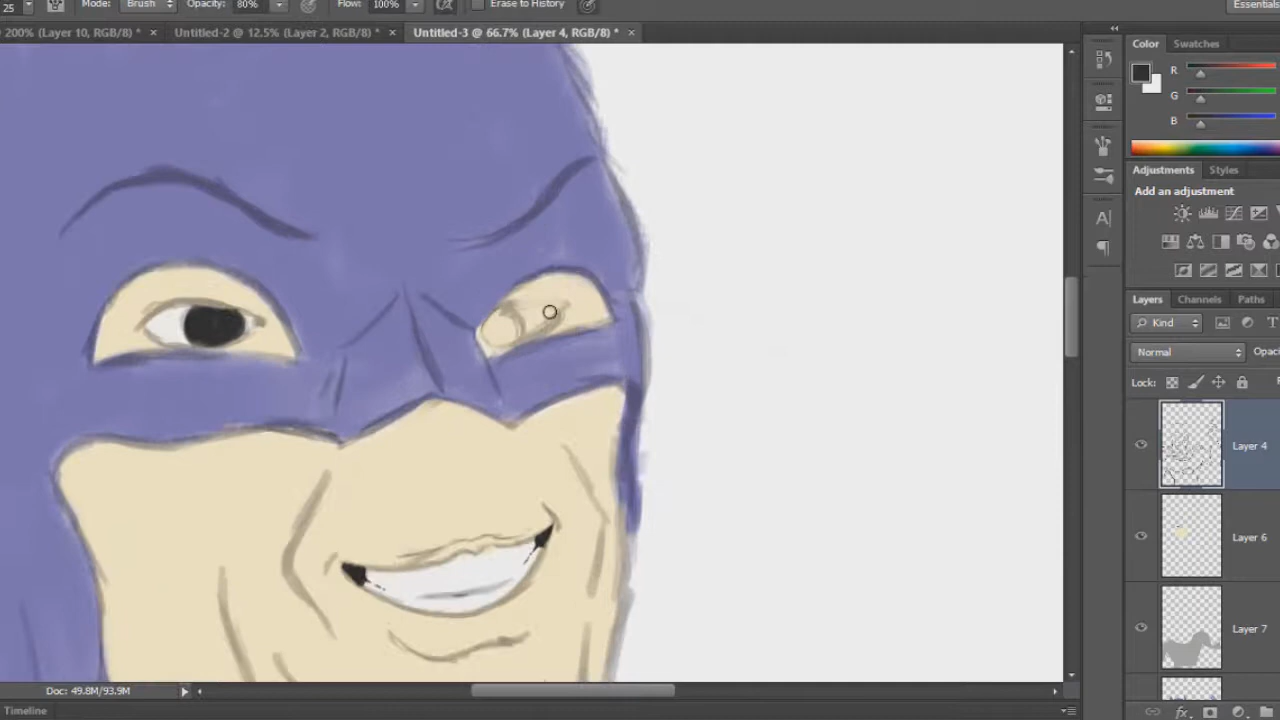 25 Mode: Brush Opacity: 80% Flow: 100% Erase to History Essentials
200% (Layer 10, RGB/8) * × Untitled-2 @ 12.5% (Layer 2, RGB/8) * × Untitled-3 @ 66.7% (Layer 4, RGB/8) * ×
Color Swatches
R
G
B
Adjustments Styles
Add an adjustment
Layers Channels Paths
Kind
Normal Opaci
Lock:
Layer 4
Layer 6
Layer 7
Doc: 49.8M/93.9M
Timeline